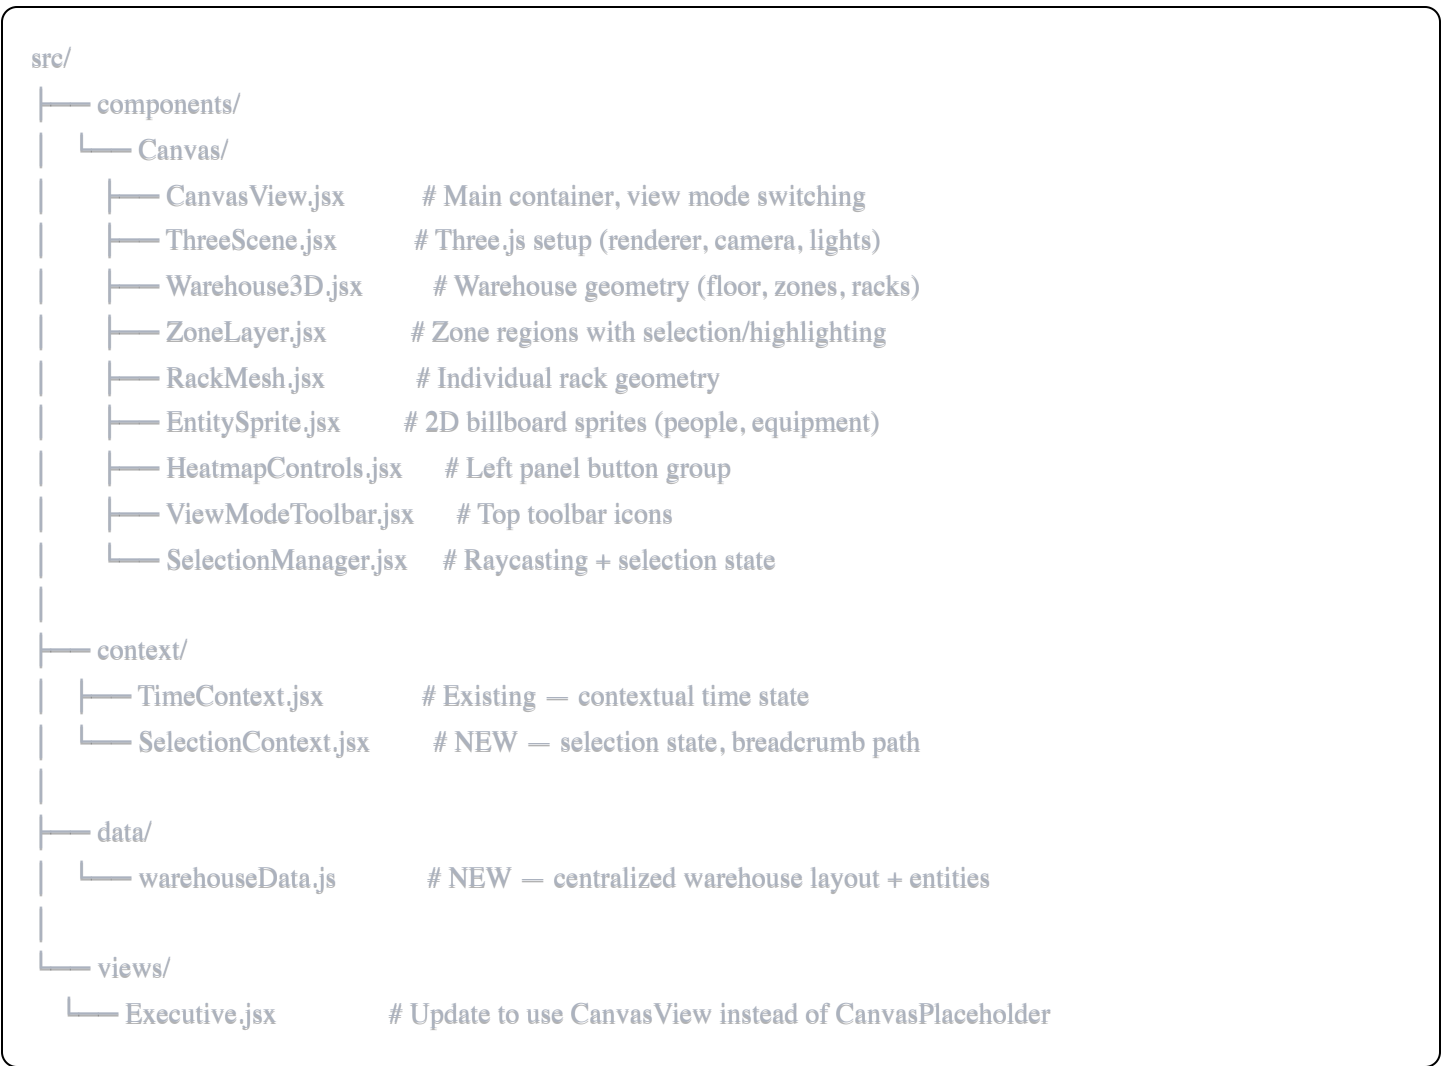 src/
├── components/
│   └── Canvas/
│       ├── CanvasView.jsx          # Main container, view mode switching
│       ├── ThreeScene.jsx          # Three.js setup (renderer, camera, lights)
│       ├── Warehouse3D.jsx         # Warehouse geometry (floor, zones, racks)
│       ├── ZoneLayer.jsx           # Zone regions with selection/highlighting
│       ├── RackMesh.jsx            # Individual rack geometry
│       ├── EntitySprite.jsx        # 2D billboard sprites (people, equipment)
│       ├── HeatmapControls.jsx     # Left panel button group
│       ├── ViewModeToolbar.jsx     # Top toolbar icons
│       └── SelectionManager.jsx    # Raycasting + selection state
│
├── context/
│   ├── TimeContext.jsx             # Existing — contextual time state
│   └── SelectionContext.jsx        # NEW — selection state, breadcrumb path
│
├── data/
│   └── warehouseData.js            # NEW — centralized warehouse layout + entities
│
└── views/
    └── Executive.jsx               # Update to use CanvasView instead of CanvasPlaceholder